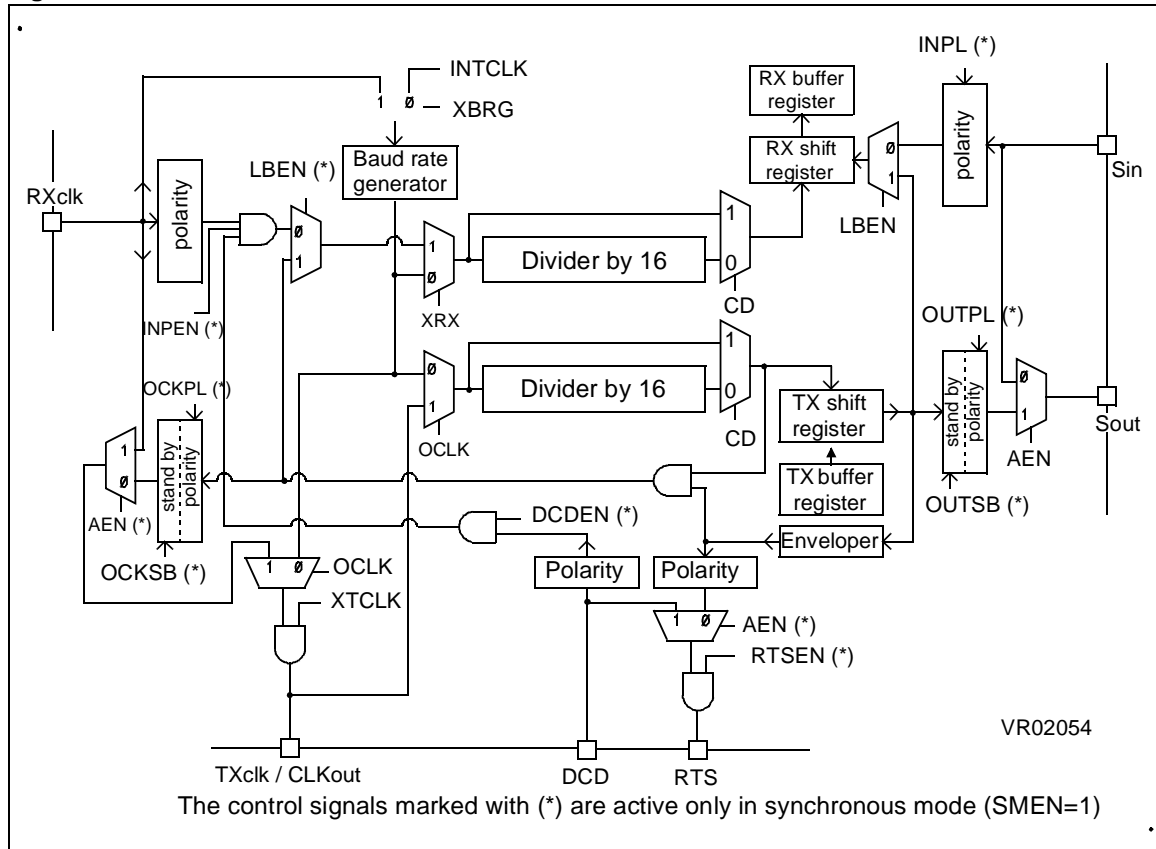 INTCLK
1 Ø
XBRG
INPL (*)
RX buffer
register
Baud rate
generator
LBEN (*)
RXclk
polarity
Ø
1
RX shift
register
Ø
1
LBEN
polarity
Sin
1
Ø
XRX
Divider by 16
1
0
CD
INPEN (*)
OCKPL (*)
Ø
1
OCLK
Divider by 16
1
0
CD
TX shift
register
TX buffer
register
OUTPL (*)
stand by
polarity
OUTSB (*)
Ø
1
AEN
Sout
1
Ø
AEN (*)
stand by
polarity
OCKSB (*)
DCDEN (*)
Enveloper
Polarity
Polarity
1 Ø
OCLK
XTCLK
1 Ø
AEN (*)
RTSEN (*)
VR02054
TXclk / CLKout
DCD
RTS
The control signals marked with (*) are active only in synchronous mode (SMEN=1)